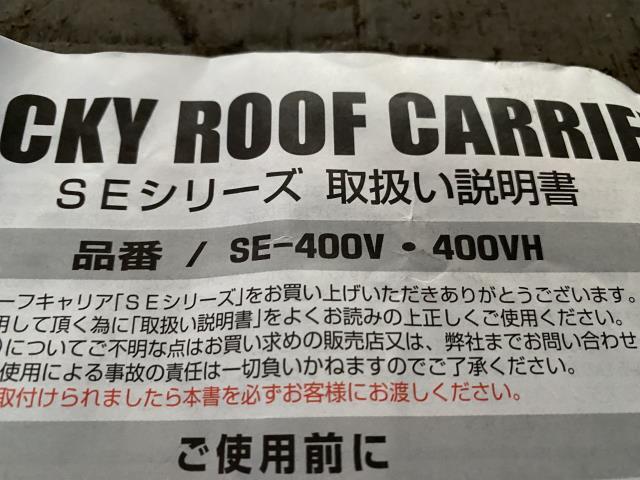 CKY ROOF CARRIE
SEシリーズ 取扱い説明書
品番 / SE-400V・400VH
ーフキャリア「SEシリーズ」をお買い上げいただきありがとうございます。
用して頂く為に「取扱い説明書」をよくお読みの上正しくご使用ください。
)についてご不明な点はお買い求めの販売店又は、弊社までお問い合わせ
使用による事故の責任は一切負いかねますのでご了承ください。
取付けられましたら本書を必ずお客様にお渡しください。
ご使用前に